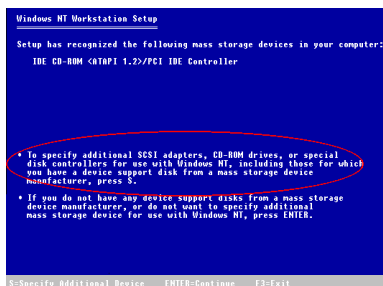 Windows NT Workstation Setup
Setup has recognized the following mass storage devices in your computer:
IDE CD-ROM <ATAPI 1.2>/PCI IDE Controller
• To specify additional SCSI adapters, CD-ROM drives, or special
disk controllers for use with Windows NT, including those for which
you have a device support disk from a mass storage device
manufacturer, press S.
• If you do not have any device support disks from a mass storage
device manufacturer, or do not want to specify additional
mass storage device for use with Windows NT, press ENTER.
S=Specify Additional Device ENTER=Continue F3=Exit